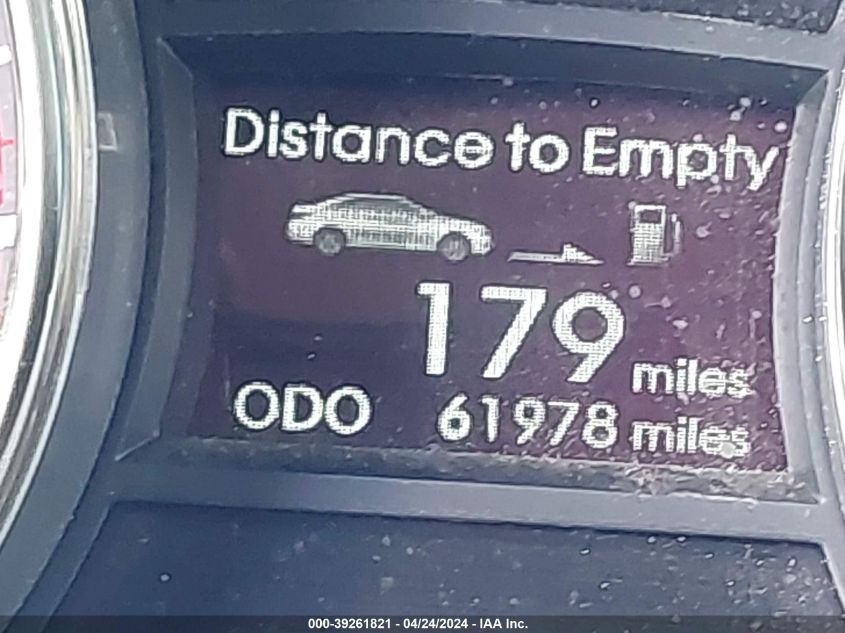 Distance to Empty
179 miles
ODO 61978 miles
000-39261821 - 04/24/2024 - IAA Inc.